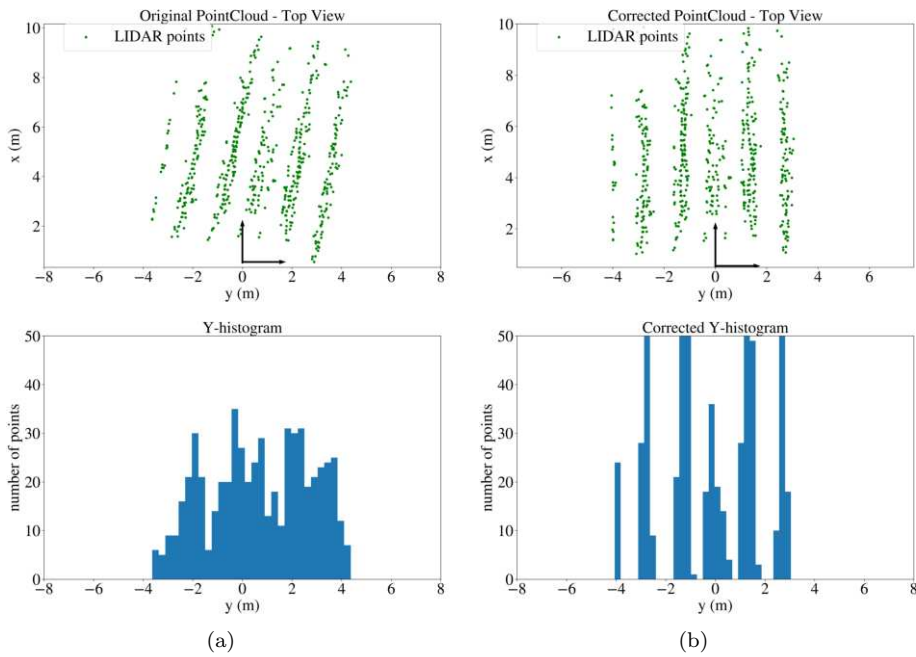 Original PointCloud - Top View
LIDAR points
10
8
6
4
2
x (m)
−8 −6 −4 −2 0 2 4 6 8
y (m)
Corrected PointCloud - Top View
LIDAR points
10
8
6
4
2
x (m)
−6 −4 −2 0 2 4 6
y (m)
Y-histogram
50
40
30
20
10
0
number of points
−8 −6 −4 −2 0 2 4 6 8
y (m)
(a)
Corrected Y-histogram
50
40
30
20
10
0
number of points
−8 −6 −4 −2 0 2 4 6 8
y (m)
(b)